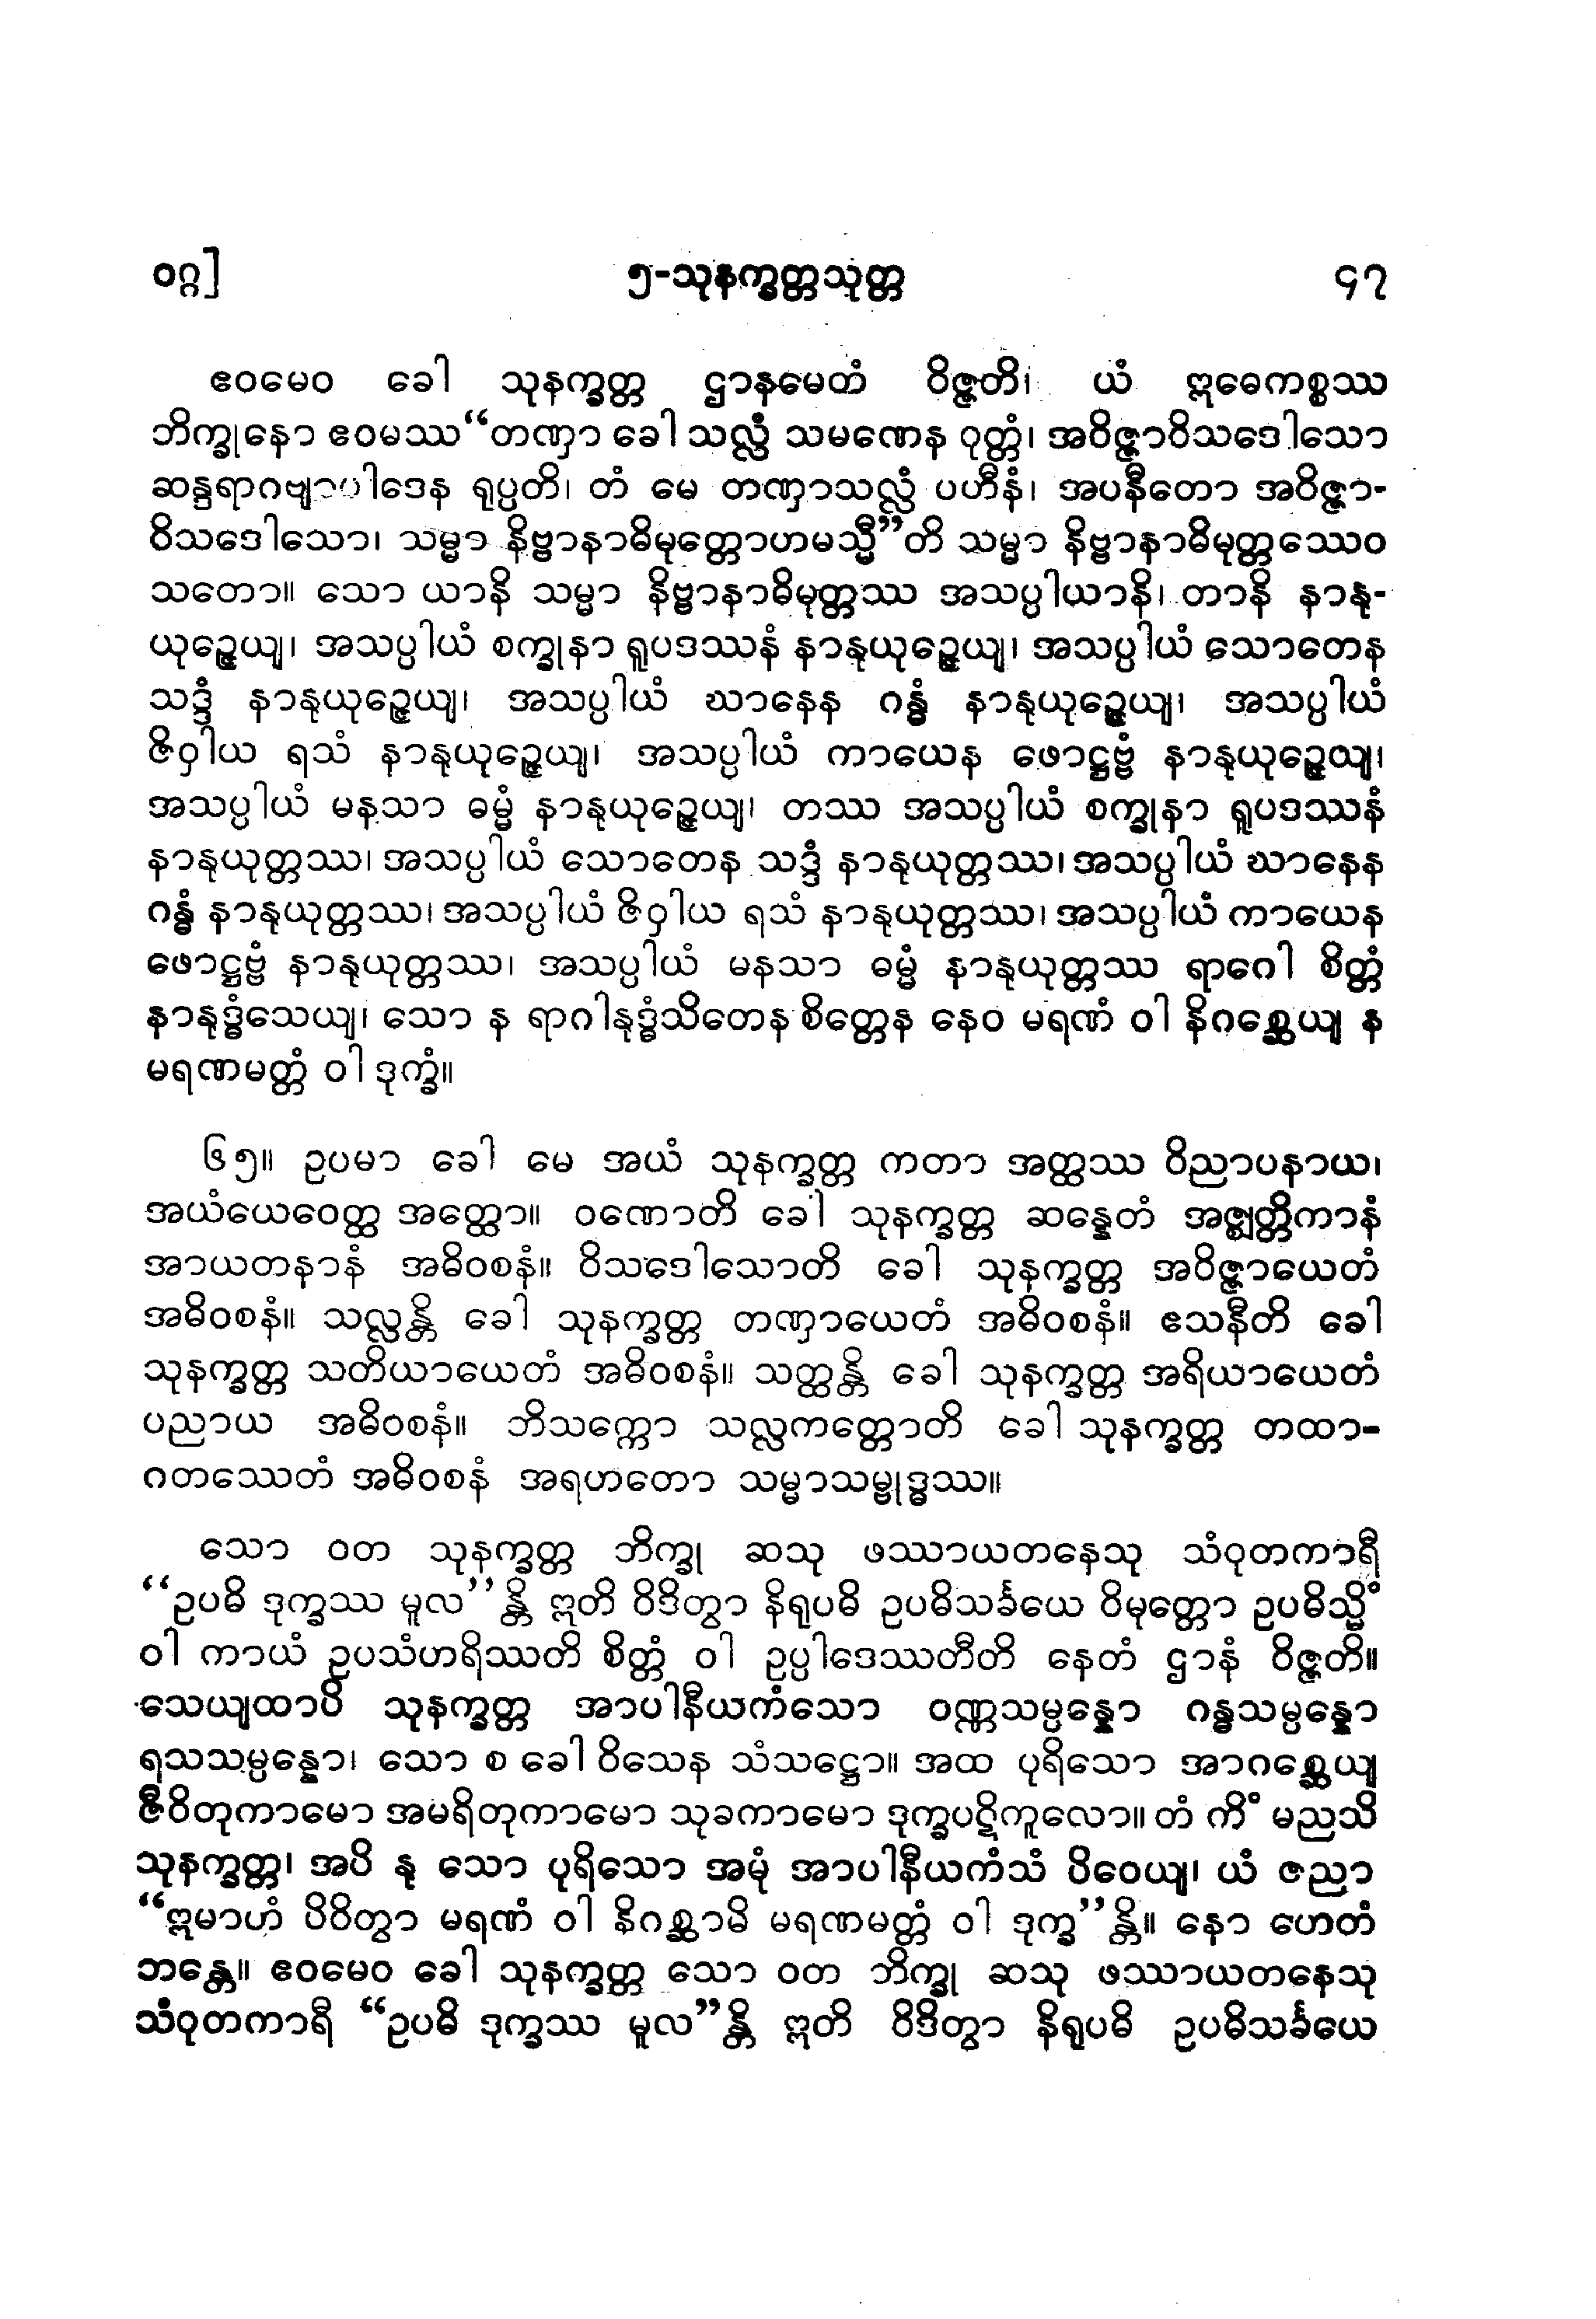 ဝဂ္ဂ] ၅-သုနက္ခတ္တသုတ္တ ၄၇
ဧဝမေဝ ခေါ သုနက္ခတ္တ ဌာနမေတံ ဝိဇ္ဇတိ၊ ယံ ဣဓေကစ္စဿ
ဘိက္ခုနော ဧဝမဿ “တဏှာ ခေါ သလ္လံ သမဏေန ဝုတ္တံ၊ အဝိဇ္ဇာဝိသဒေါသော
ဆန္ဒရာဂဗျာပါဒေန ရုပ္ပတိ၊ တံ မေ တဏှာသလ္လံ ပဟီနံ၊ အပနီတော အဝိဇ္ဇာ-
ဝိသဒေါသော၊ သမ္မာ နိဗ္ဗာနာဓိမုတ္တောဟမသ္မီ”တိ သမ္မာ နိဗ္ဗာနာဓိမုတ္တဿေဝ
သတော။ သော ယာနိ သမ္မာ နိဗ္ဗာနာဓိမုတ္တဿ အသပ္ပါယာနိ၊ တာနိ နာနု-
ယုဉ္ဇေယျ၊ အသပ္ပါယံ စက္ခုနာ ရူပဒဿနံ နာနုယုဉ္ဇေယျ၊ အသပ္ပါယံ သောတေန
သဒ္ဒံ နာနုယုဉ္ဇေယျ၊ အသပ္ပါယံ ဃာနေန ဂန္ဓံ နာနုယုဉ္ဇေယျ၊ အသပ္ပါယံ
ဇိဝှါယ ရသံ နာနုယုဉ္ဇေယျ၊ အသပ္ပါယံ ကာယေန ဖောဋ္ဌဗ္ဗံ နာနုယုဉ္ဇေယျ၊
အသပ္ပါယံ မနသာ ဓမ္မံ နာနုယုဉ္ဇေယျ၊ တဿ အသပ္ပါယံ စက္ခုနာ ရူပဒဿနံ
နာနုယုတ္တဿ၊ အသပ္ပါယံ သောတေန သဒ္ဒံ နာနုယုတ္တဿ၊ အသပ္ပါယံ ဃာနေန
ဂန္ဓံ နာနုယုတ္တဿ၊ အသပ္ပါယံ ဇိဝှါယ ရသံ နာနုယုတ္တဿ၊ အသပ္ပါယံ ကာယေန
ဖောဋ္ဌဗ္ဗံ နာနုယုတ္တဿ၊ အသပ္ပါယံ မနသာ ဓမ္မံ နာနုယုတ္တဿ ရာဂေါ စိတ္တံ
နာနုဒ္ဓံသေယျ၊ သော န ရာဂါနုဒ္ဓံသိတေန စိတ္တေန နေဝ မရဏံ ဝါ နိဂစ္ဆေယျ န
မရဏမတ္တံ ဝါ ဒုက္ခံ။
၆၅။ ဥပမာ ခေါ မေ အယံ သုနက္ခတ္တ ကတာ အတ္ထဿ ဝိညာပနာယ၊
အယံယေဝေတ္ထ အတ္ထော။ ဝဏောတိ ခေါ သုနက္ခတ္တ ဆန္နေတံ အဇ္ဈတ္တိကာနံ
အာယတနာနံ အဓိဝစနံ။ ဝိသဒေါသောတိ ခေါ သုနက္ခတ္တ အဝိဇ္ဇာယေတံ
အဓိဝစနံ။ သလ္လန္တိ ခေါ သုနက္ခတ္တ တဏှာယေတံ အဓိဝစနံ။ ဧသနီတိ ခေါ
သုနက္ခတ္တ သတိယာယေတံ အဓိဝစနံ။ သတ္ထန္တိ ခေါ သုနက္ခတ္တ အရိယာယေတံ
ပညာယ အဓိဝစနံ။ ဘိသက္ကော သလ္လကတ္တောတိ ခေါ သုနက္ခတ္တ တထာ-
ဂတဿေတံ အဓိဝစနံ အရဟတော သမ္မာသမ္ဗုဒ္ဓဿ။
သော ဝတ သုနက္ခတ္တ ဘိက္ခု ဆသု ဖဿာယတနေသု သံဝုတကာရီ
“ဥပဓိ ဒုက္ခဿ မူလ”န္တိ ဣတိ ဝိဒိတွာ နိရုပဓိ ဥပဓိသင်္ခယေ ဝိမုတ္တော ဥပဓိသ္မိံ
ဝါ ကာယံ ဥပသံဟရိဿတိ စိတ္တံ ဝါ ဥပ္ပါဒေဿတီတိ နေတံ ဌာနံ ဝိဇ္ဇတိ။
သေယျထာပိ သုနက္ခတ္တ အာပါနီယကံသော ဝဏ္ဏသမ္ပန္နော ဂန္ဓသမ္ပန္နော
ရသသမ္ပန္နော၊ သော စ ခေါ ဝိသေန သံသဋ္ဌော။ အထ ပုရိသော အာဂစ္ဆေယျ
ဇီဝိတုကာမော အမရိတုကာမော သုခကာမော ဒုက္ခပဋိကူလော။ တံ ကိံ မညသိ
သုနက္ခတ္တ၊ အပိ နု သော ပုရိသော အမုံ အာပါနီယကံသံ ပိဝေယျ၊ ယံ ဇညာ
“ဣမာဟံ ပိဝိတွာ မရဏံ ဝါ နိဂစ္ဆာမိ မရဏမတ္တံ ဝါ ဒုက္ခ”န္တိ။ နော ဟေတံ
ဘန္တေ။ ဧဝမေဝ ခေါ သုနက္ခတ္တ သော ဝတ ဘိက္ခု ဆသု ဖဿာယတနေသု
သံဝုတကာရီ “ဥပဓိ ဒုက္ခဿ မူလ”န္တိ ဣတိ ဝိဒိတွာ နိရုပဓိ ဥပဓိသင်္ခယေ